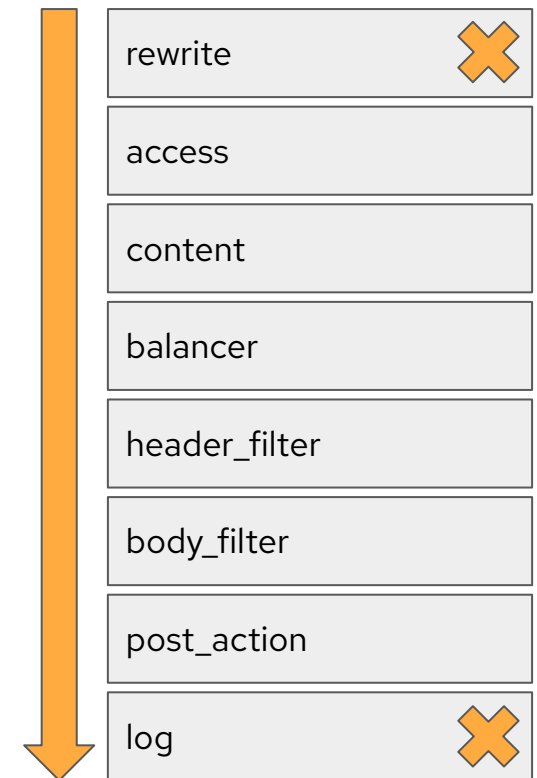 rewrite
access
content
balancer
header_filter
body_filter
post_action
log